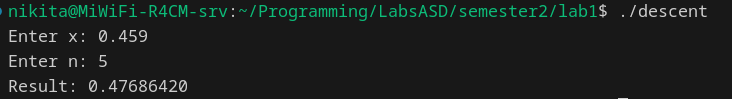 nikita@MiWiFi-R4CM-srv:~/Programming/LabsASD/semester2/lab1$ ./descent
Enter x: 0.459
Enter n: 5
Result: 0.47686420